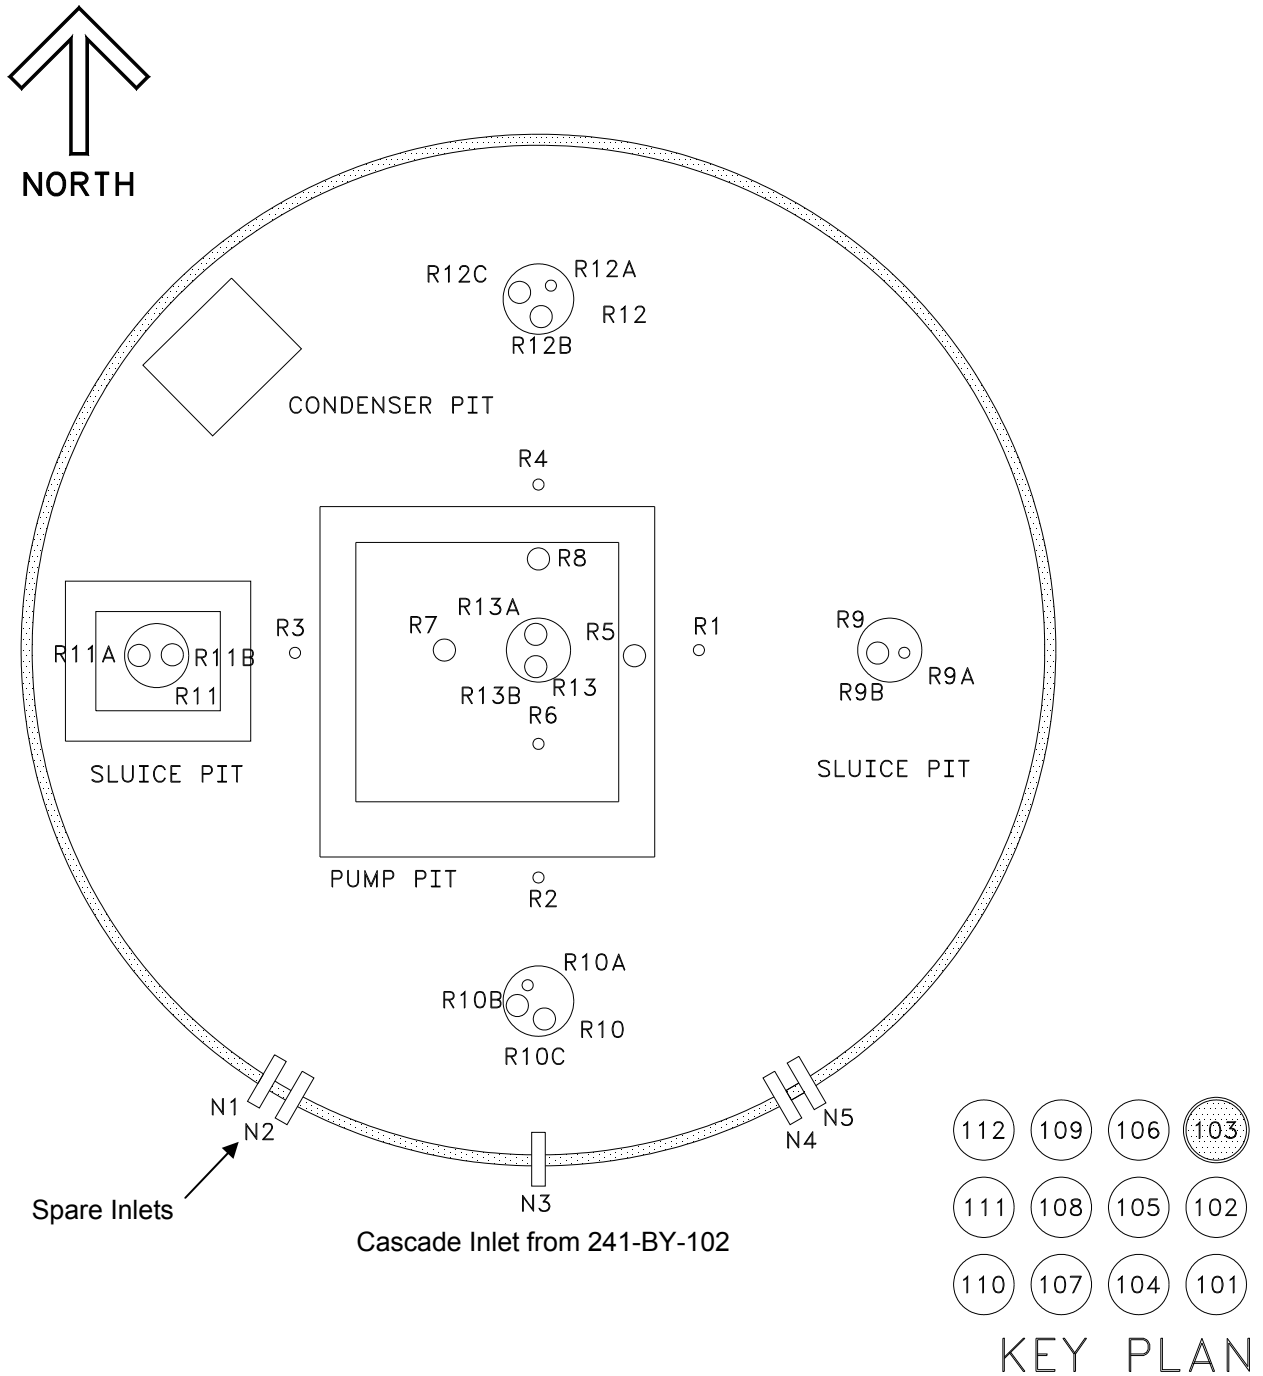 NORTH
R12C
R12A
R12
R12B
CONDENSER PIT
R4
R8
R13A
R7
R5
R1
R3
R9
R11A
R11B
R9A
R13B
R13
R9B
R11
R6
SLUICE PIT
SLUICE PIT
PUMP PIT
R2
R10A
R10B
R10
R10C
N1
N2
N5
N4
Spare Inlets
N3
Cascade Inlet from 241-BY-102
112 109 106 103
111 108 105 102
110 107 104 101
KEY PLAN